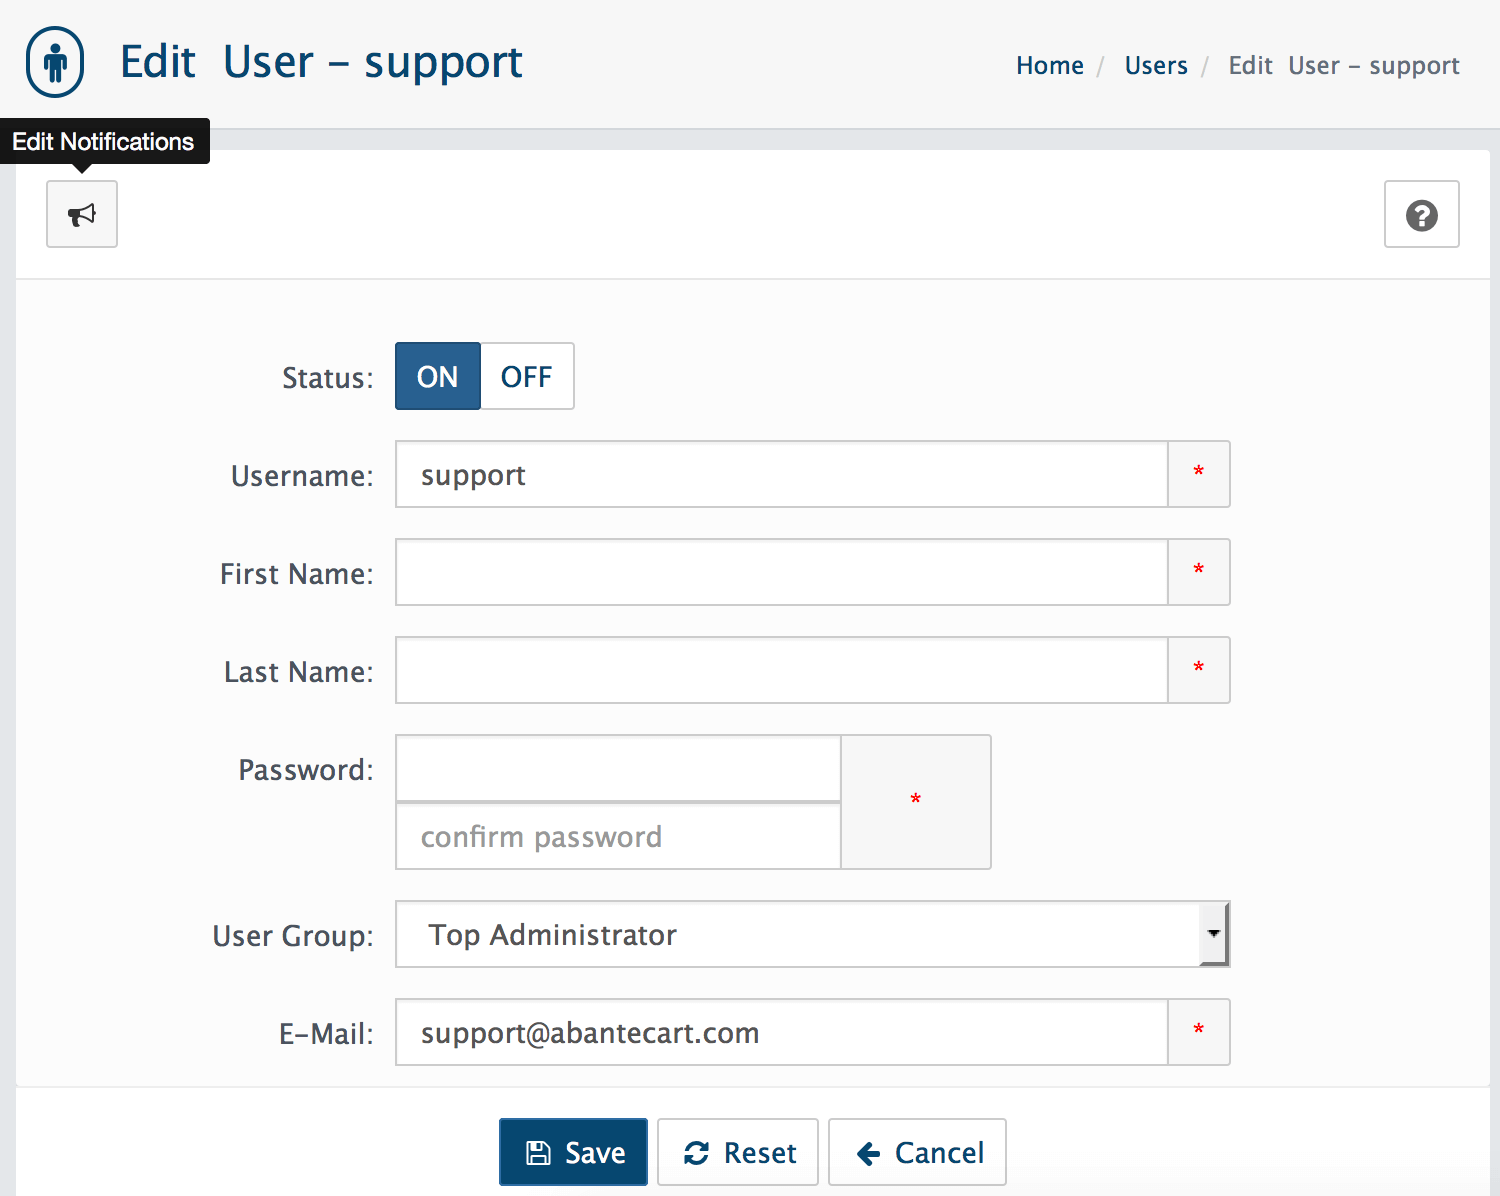 Edit User – support
Home / Users / Edit User – support
Edit Notifications
Status: ON OFF
Username: support *
First Name: *
Last Name: *
Password: *
confirm password
User Group: Top Administrator
E-Mail: support@abantecart.com *
Save Reset Cancel